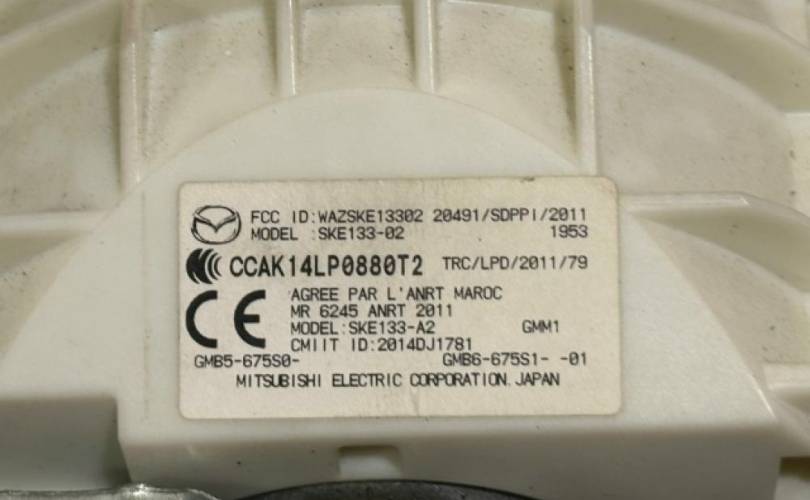 FCC ID:WAZSKE13302 20491/SDPPI/2011
MODEL :SKE133-02 1953
CCAK14LP0880T2 TRC/LPD/2011/79
CE AGREE PAR L'ANRT MAROC
MR 6245 ANRT 2011
MODEL:SKE133-A2 GMM1
CMIIT ID:2014DJ1781
GMB5-675S0- GMB6-675S1- -01
MITSUBISHI ELECTRIC CORPORATION.JAPAN